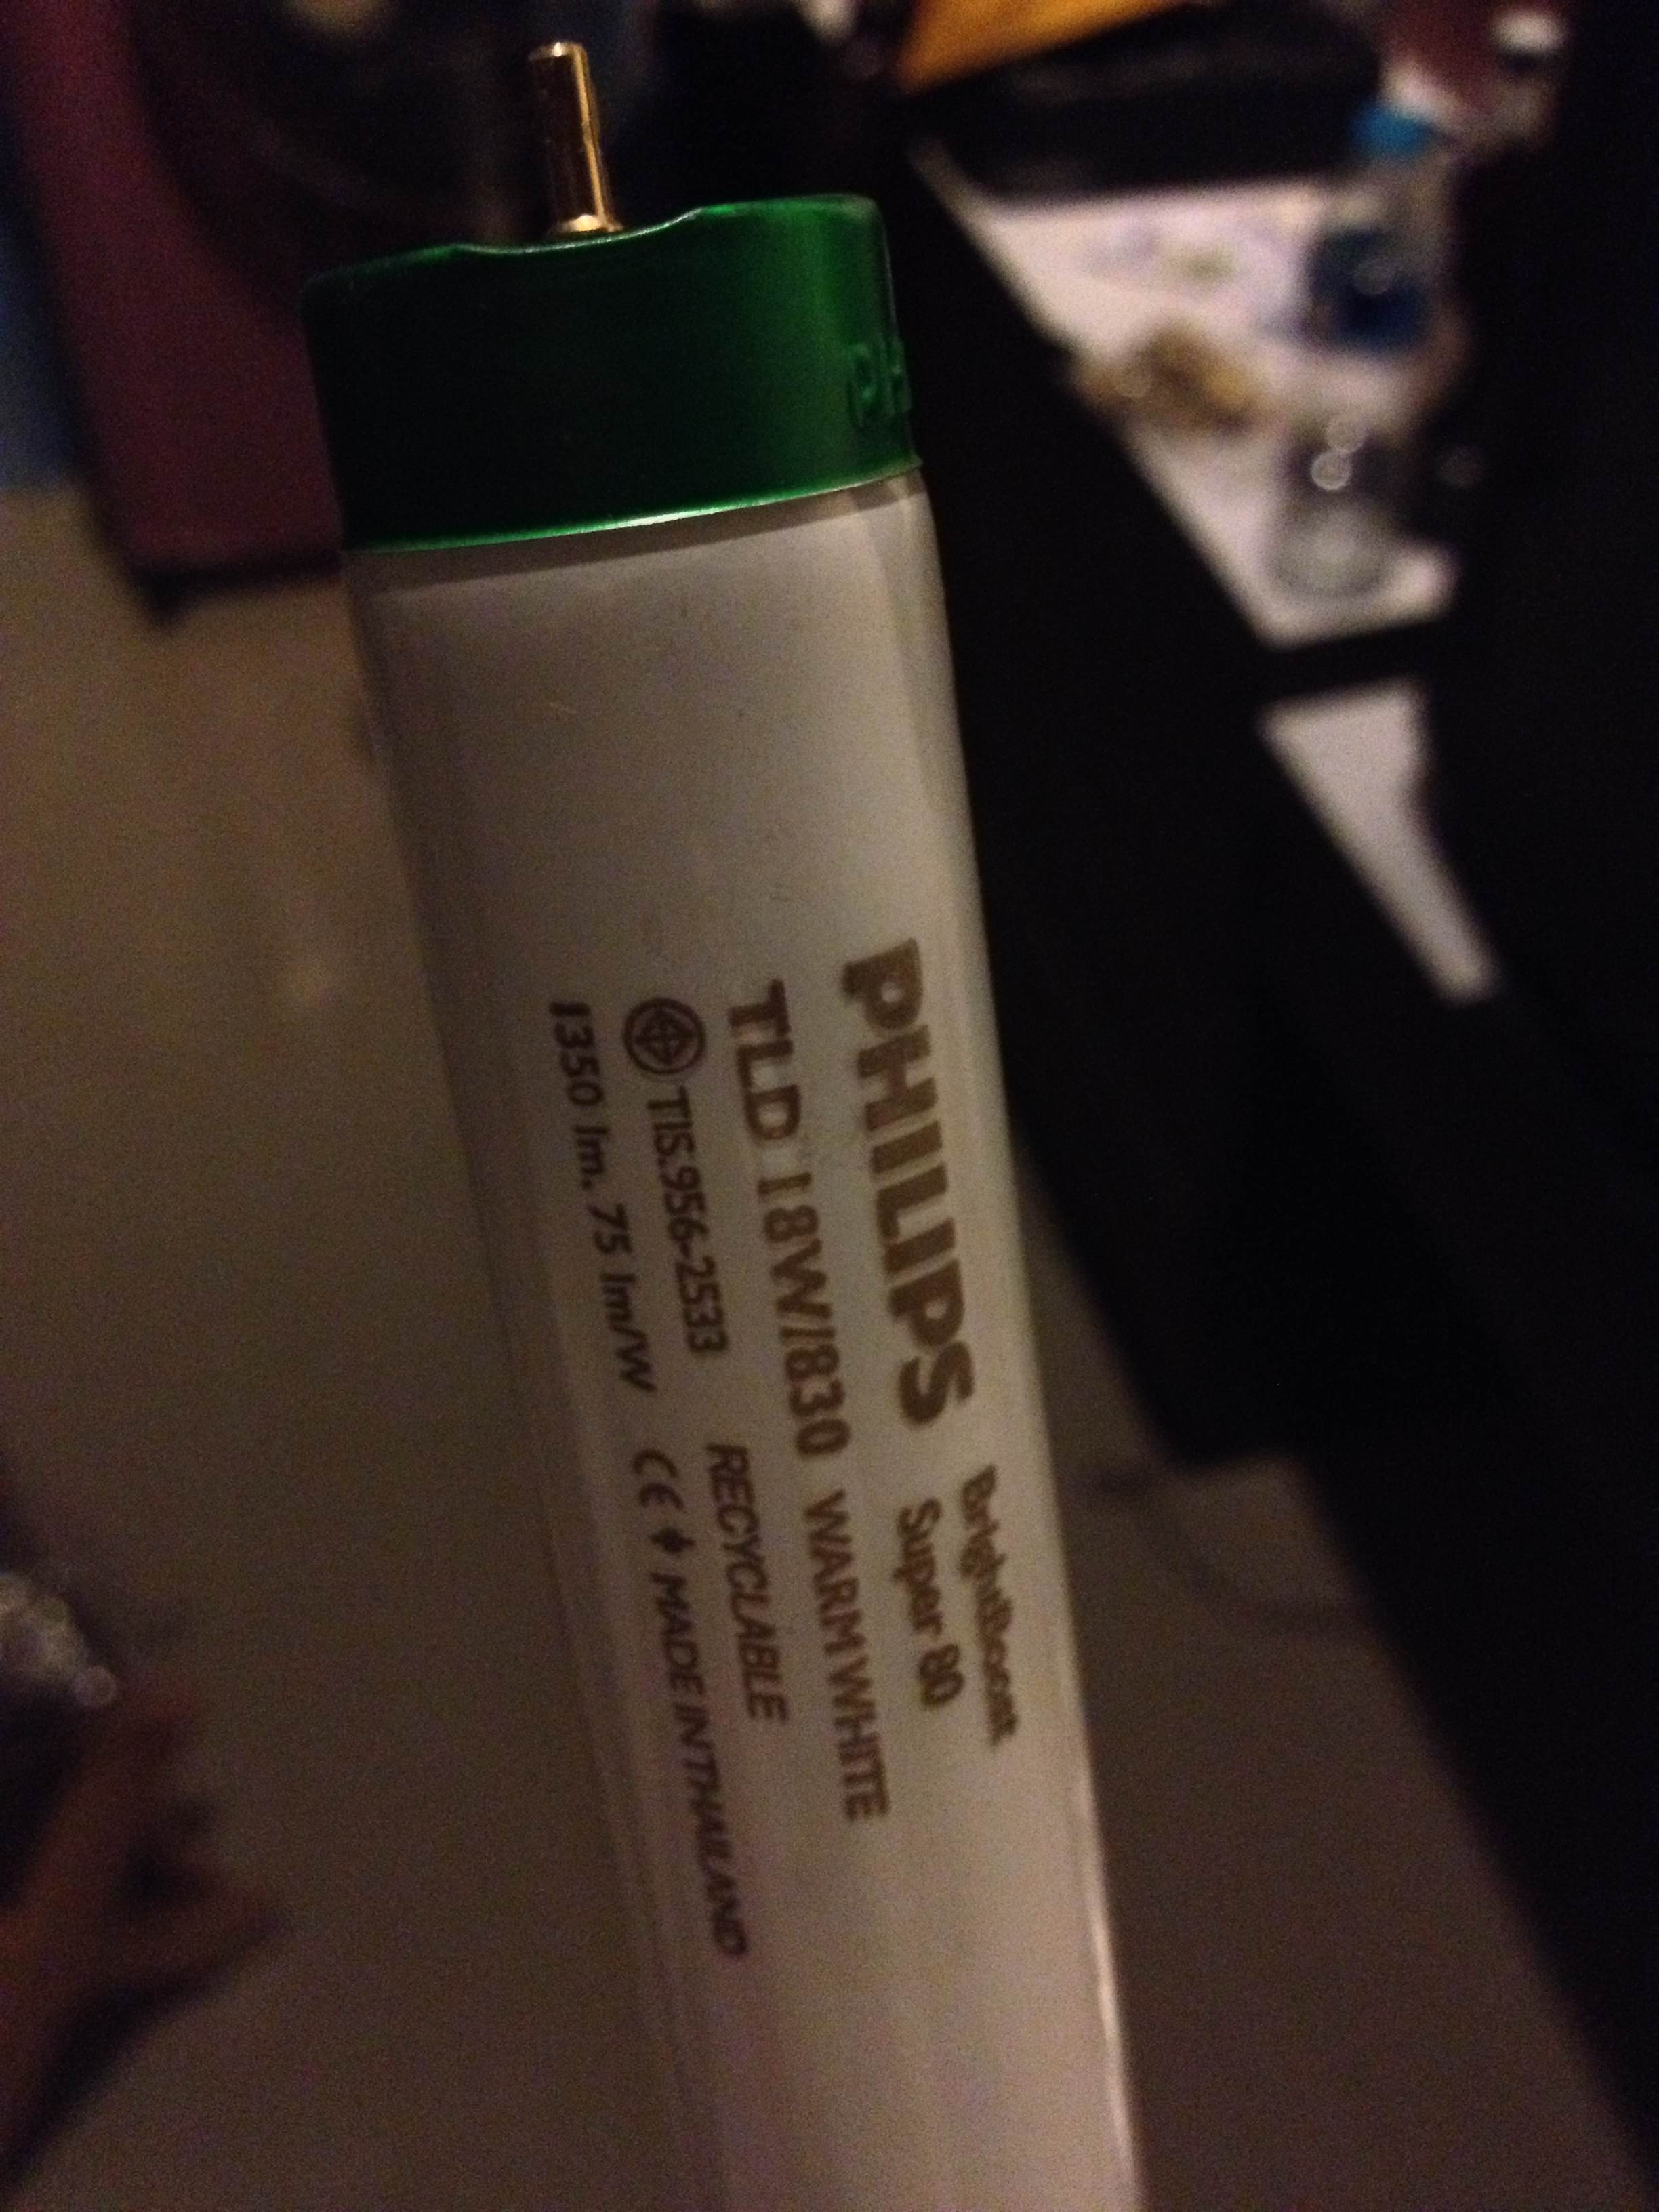 PHILIPS BrightBoost Super 80
TLD 18W/830 WARM WHITE
TIS.956-2533 RECYCLABLE
1350 lm. 75 lm/W CE MADE IN THAILAND
PH